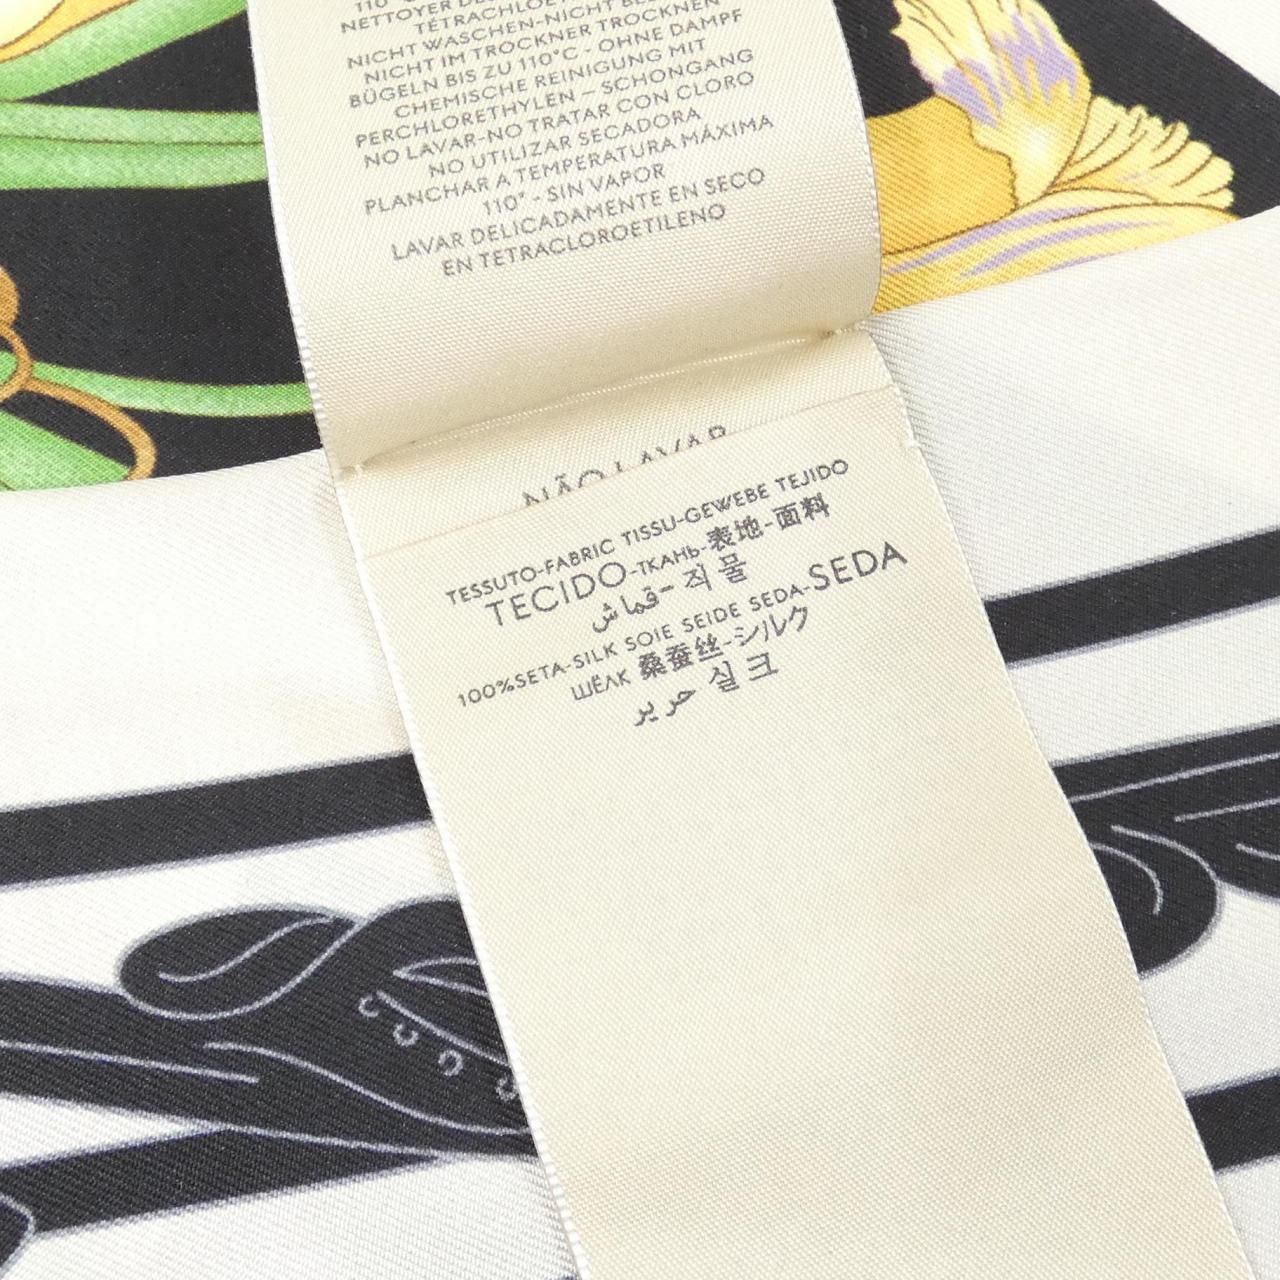 110°
NETTOYER
NICHT WASCHEN-NICHT
NICHT IM TROCKNER TROCKNEN
BÜGELN BIS ZU 110°C - OHNE DAMPF
CHEMISCHE REINIGUNG MIT
PERCHLORETHYLEN – SCHONGANG
NO LAVAR-NO TRATAR CON CLORO
NO UTILIZAR SECADORA
PLANCHAR A TEMPERATURA MÁXIMA
110° - SIN VAPOR
LAVAR DELICADAMENTE EN SECO
EN TETRACLOROETILENO
NÃO LAVAR
TESSUTO-FABRIC TISSU-GEWEBE TEJIDO
TECIDO-ТКАНЬ-表地-面料
قماش-직물
100%SETA-SILK SOIE SEIDE SEDA-SEDA
ШЁЛК 桑蚕丝-シルク
حرير 실크